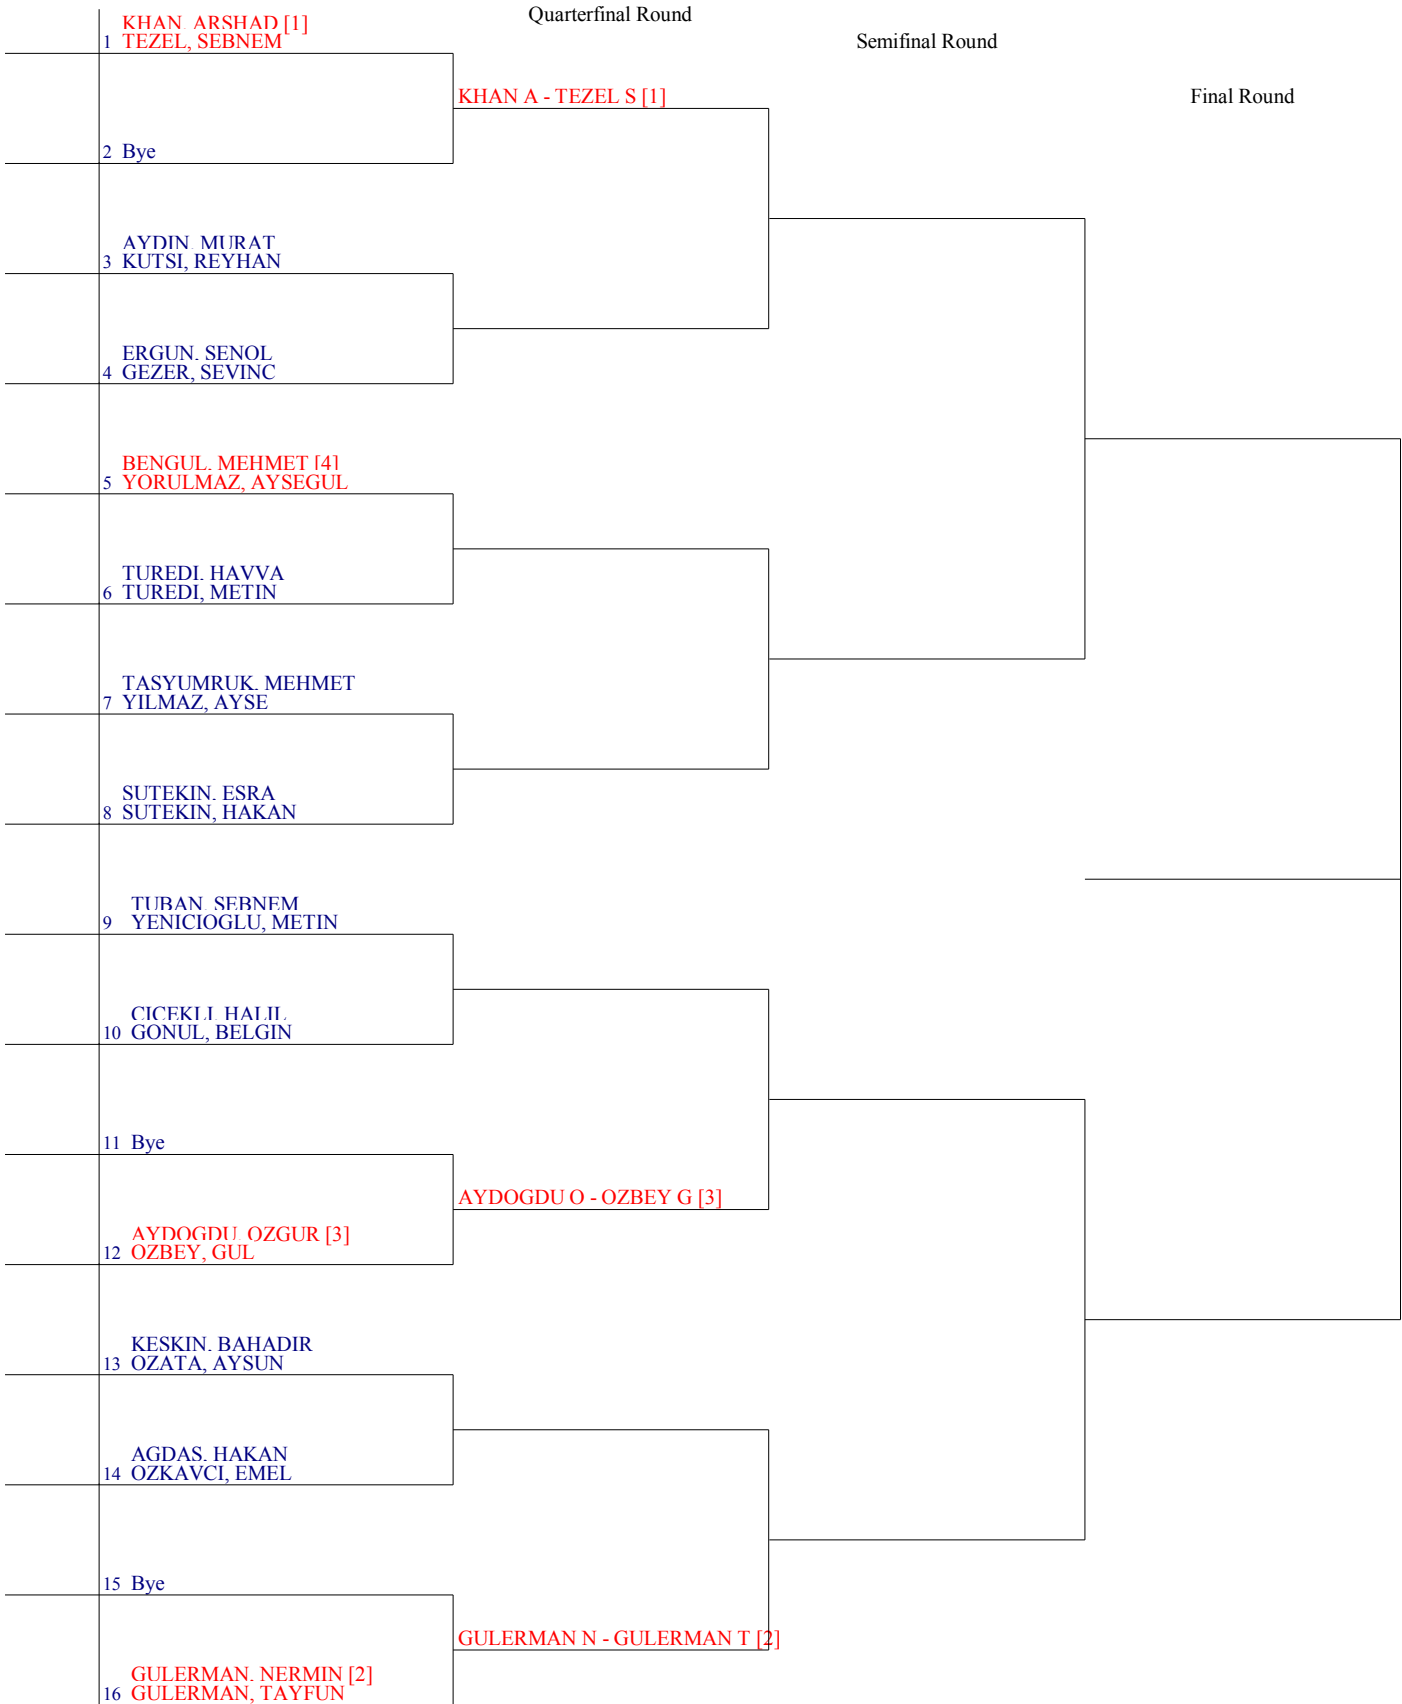 Quarterfinal Round
Semifinal Round
Final Round
KHAN, ARSHAD [1]
1 TEZEL, SEBNEM
KHAN A - TEZEL S [1]
2 Bye
AYDIN, MURAT
3 KUTSI, REYHAN
ERGUN, SENOL
4 GEZER, SEVINC
BENGUL, MEHMET [4]
5 YORULMAZ, AYSEGUL
TUREDI, HAVVA
6 TUREDI, METIN
TASYUMRUK, MEHMET
7 YILMAZ, AYSE
SUTEKIN, ESRA
8 SUTEKIN, HAKAN
TUBAN, SEBNEM
9 YENICIOGLU, METIN
CICEKLI, HALIL
10 GONUL, BELGIN
11 Bye
AYDOGDU O - OZBEY G [3]
AYDOGDU, OZGUR [3]
12 OZBEY, GUL
KESKIN, BAHADIR
13 OZATA, AYSUN
AGDAS, HAKAN
14 OZKAVCI, EMEL
15 Bye
GULERMAN N - GULERMAN T [2]
GULERMAN, NERMIN [2]
16 GULERMAN, TAYFUN